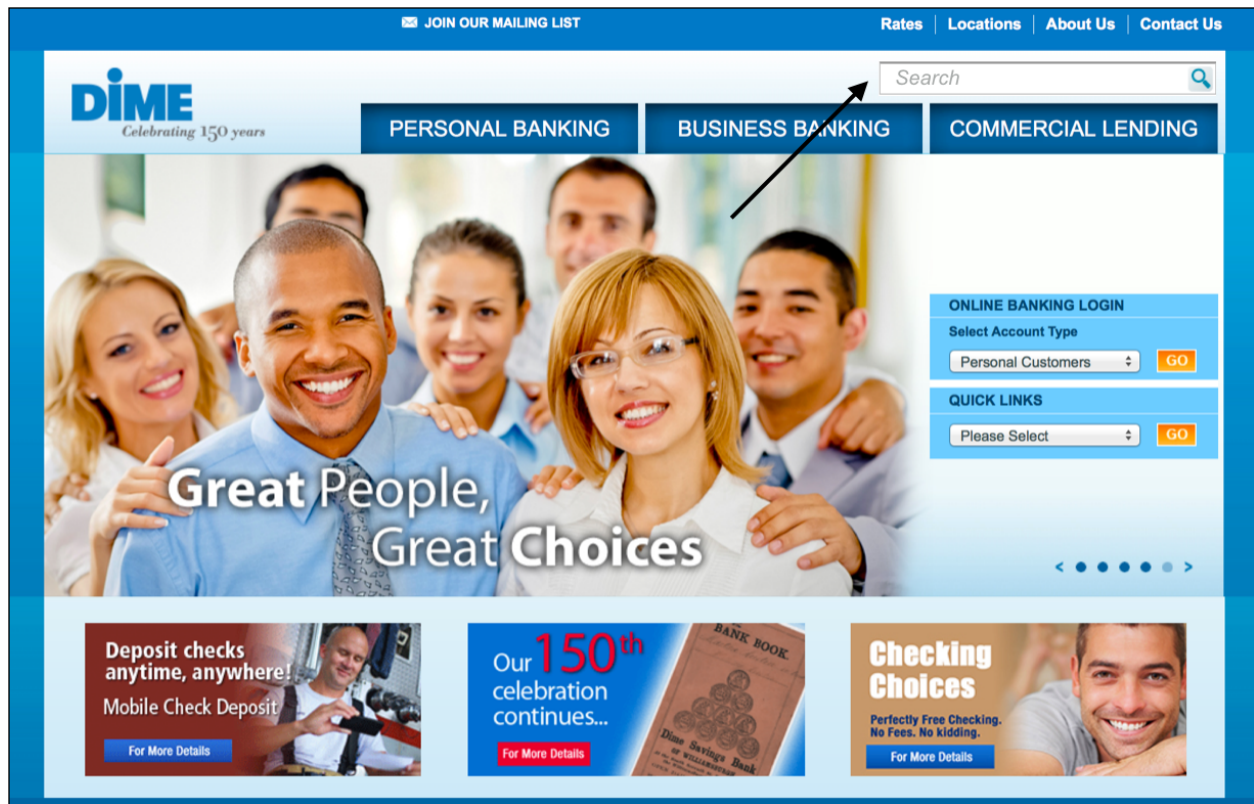 JOIN OUR MAILING LIST
Rates
Locations
About Us
Contact Us
Search
DIME
Celebrating 150 years
PERSONAL BANKING
BUSINESS BANKING
COMMERCIAL LENDING
ONLINE BANKING LOGIN
Select Account Type
Personal Customers
GO
QUICK LINKS
Please Select
GO
Great People,
Great Choices
Deposit checks
anytime, anywhere!
Mobile Check Deposit
For More Details
Our 150th
celebration
continues...
For More Details
BANK BOOK
Dime Savings Bank
OF WILLIAMSBURGH
Checking
Choices
Perfectly Free Checking.
No Fees. No kidding.
For More Details